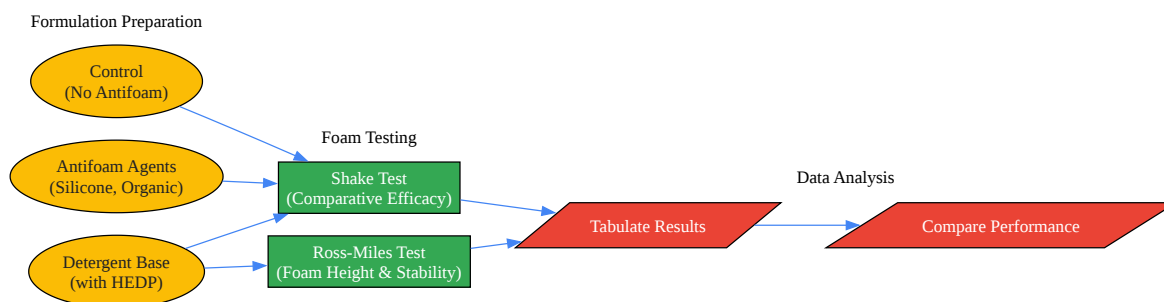 Formulation Preparation
Control
(No Antifoam)
Antifoam Agents
(Silicone, Organic)
Detergent Base
(with HEDP)
Foam Testing
Shake Test
(Comparative Efficacy)
Ross-Miles Test
(Foam Height & Stability)
Data Analysis
Tabulate Results
Compare Performance